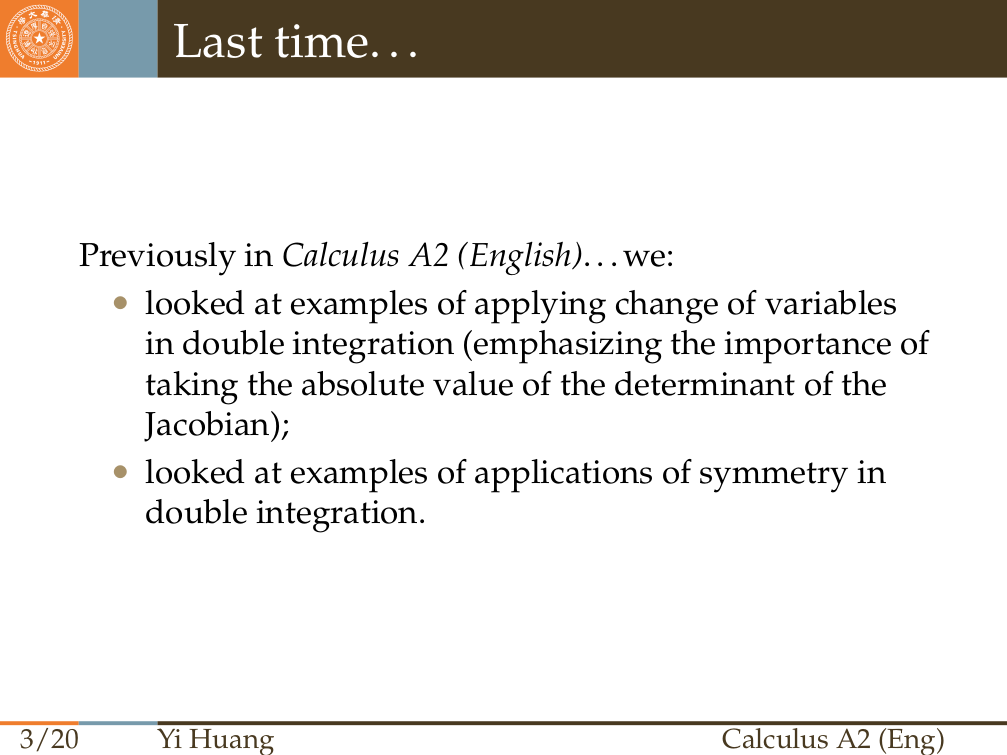 Last time. . .
Previously in Calculus A2 (English). . . we:
• looked at examples of applying change of variables
in double integration (emphasizing the importance of
taking the absolute value of the determinant of the
Jacobian);
• looked at examples of applications of symmetry in
double integration.
3/20 Yi Huang Calculus A2 (Eng)